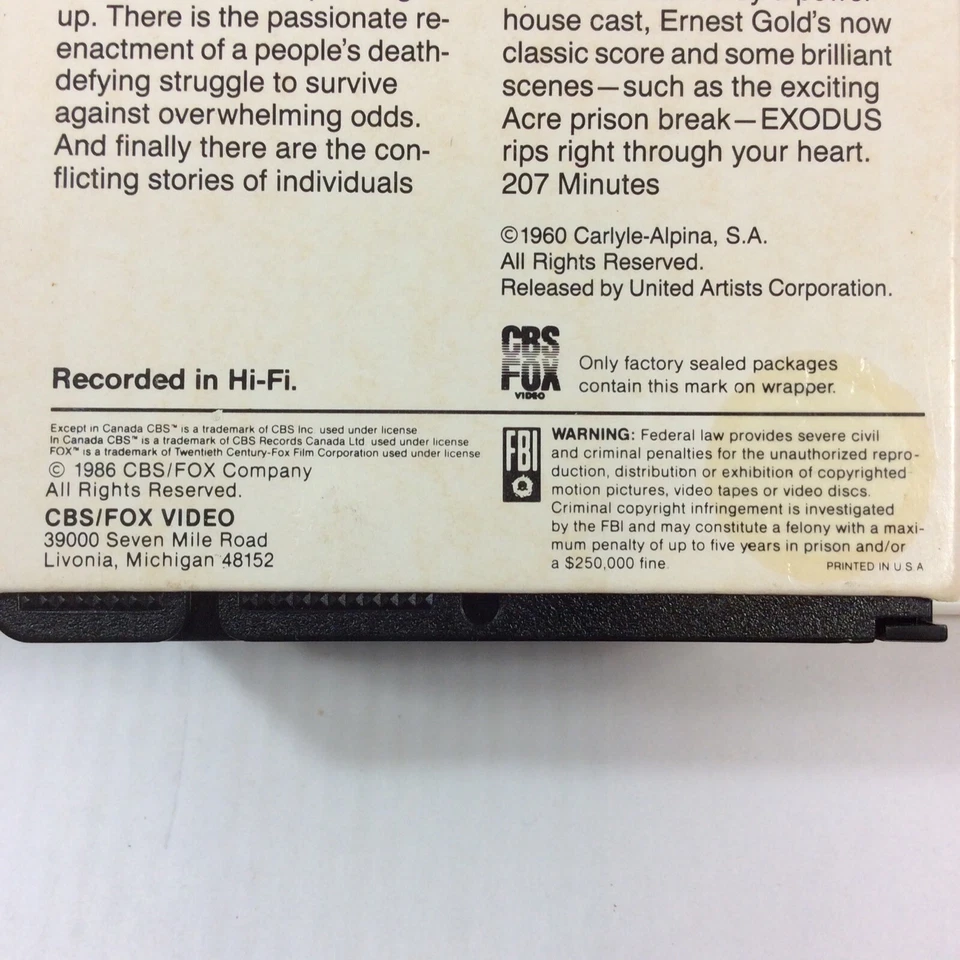 up. There is the passionate re-
enactment of a people's death-
defying struggle to survive
against overwhelming odds.
And finally there are the con-
flicting stories of individuals
house cast, Ernest Gold's now
classic score and some brilliant
scenes—such as the exciting
Acre prison break—EXODUS
rips right through your heart.
207 Minutes
©1960 Carlyle-Alpina, S.A.
All Rights Reserved.
Released by United Artists Corporation.
Recorded in Hi-Fi.
CBS
FOX
VIDEO
Only factory sealed packages
contain this mark on wrapper.
Except in Canada CBS™ is a trademark of CBS Inc. used under license
In Canada CBS™ is a trademark of CBS Records Canada Ltd used under license
FOX™ is a trademark of Twentieth Century-Fox Film Corporation used under license
© 1986 CBS/FOX Company
All Rights Reserved.
CBS/FOX VIDEO
39000 Seven Mile Road
Livonia, Michigan 48152
FBI
WARNING: Federal law provides severe civil
and criminal penalties for the unauthorized repro-
duction, distribution or exhibition of copyrighted
motion pictures, video tapes or video discs.
Criminal copyright infringement is investigated
by the FBI and may constitute a felony with a maxi-
mum penalty of up to five years in prison and/or
a $250,000 fine.
PRINTED IN U.S.A.